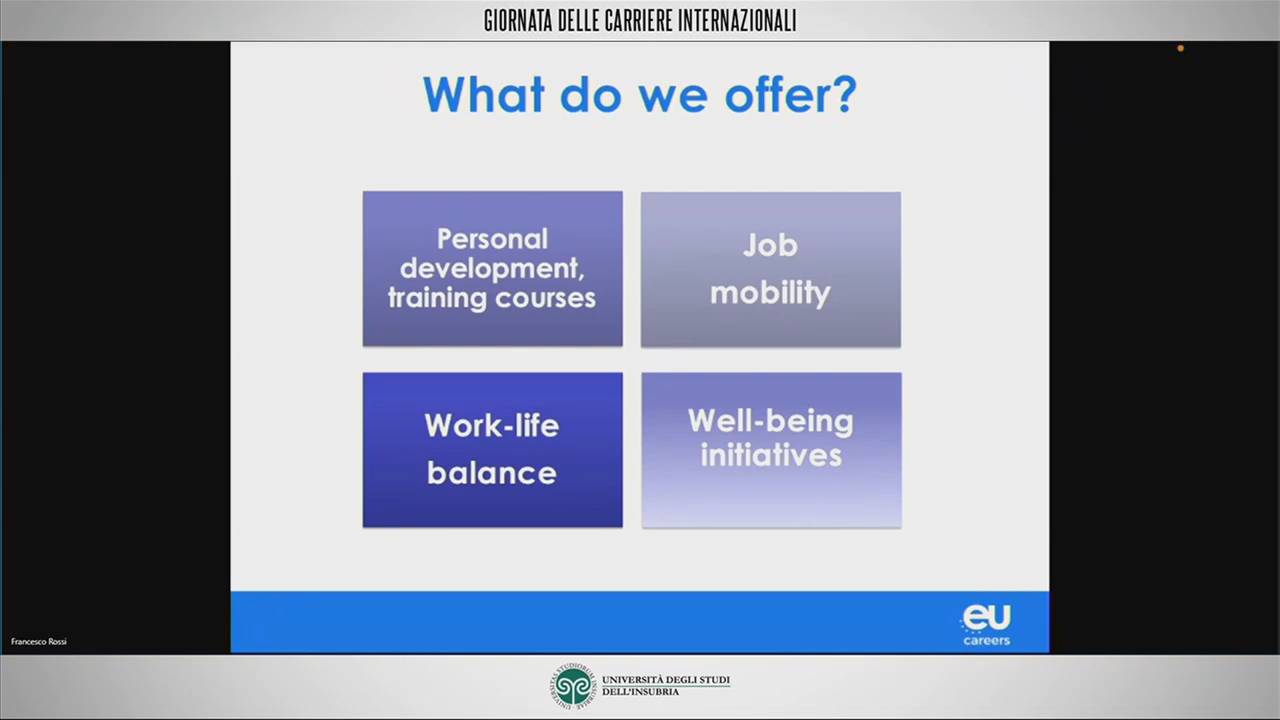 GIORNATA DELLE CARRIERE INTERNAZIONALI
What do we offer?
Personal
development,
training courses
Job
mobility
Work-life
balance
Well-being
initiatives
eu
careers
Francesco Rossi
UNIVERSITÀ DEGLI STUDI
DELL'INSUBRIA